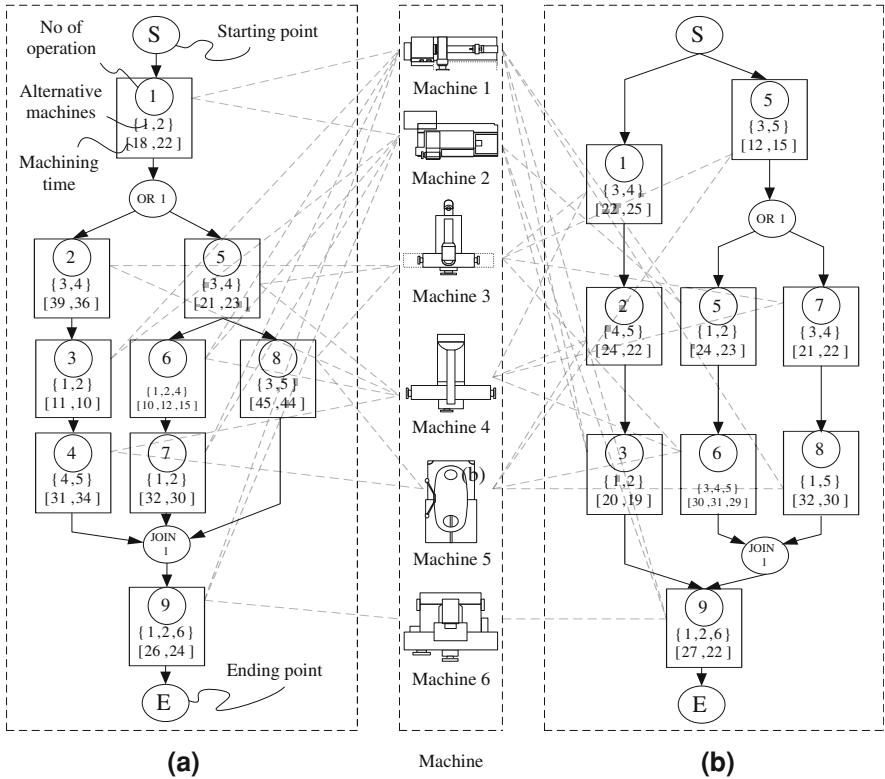 No of
operation
S
Starting point
Alternative
machines
Machining
time
1
{1,2}
[18,22]
OR 1
2
{3,4}
[39,36]
5
{3,4}
[21,23]
3
{1,2}
[11,10]
6
{1,2,4}
[10,12,15]
8
{3,5}
[45,44]
4
{4,5}
[31,34]
7
{1,2}
[32,30]
JOIN
1
9
{1,2,6}
[26,24]
E
Ending point
(a)
Machine 1
Machine 2
Machine 3
Machine 4
(b)
Machine 5
Machine 6
Machine
S
5
{3,5}
[12,15]
1
{3,4}
[22,25]
OR 1
2
{4,5}
[24,22]
5
{1,2}
[24,23]
7
{3,4}
[21,22]
3
{1,2}
[20,19]
6
{3,4,5}
[30,31,29]
8
{1,5}
[32,30]
JOIN
1
9
{1,2,6}
[27,22]
E
(b)